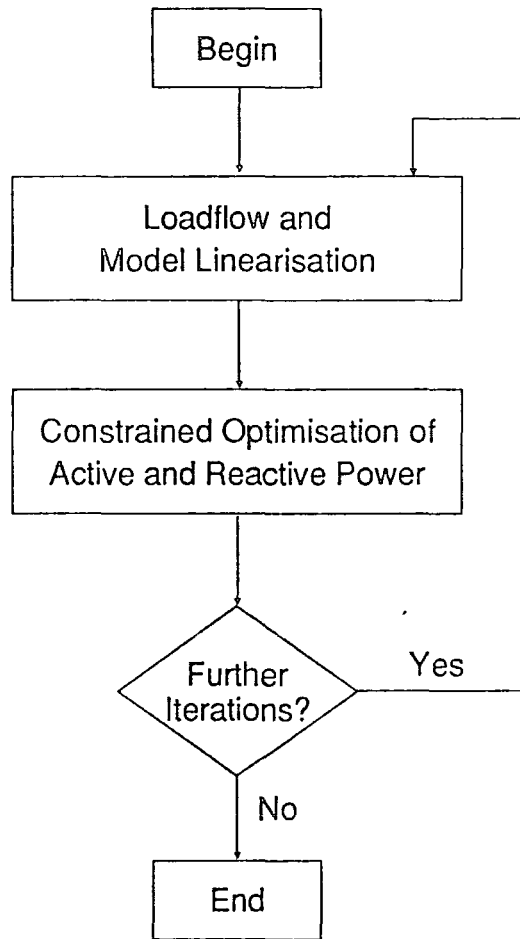 Begin
Loadflow and
Model Linearisation
Constrained Optimisation of
Active and Reactive Power
Further
Iterations?
Yes
No
End